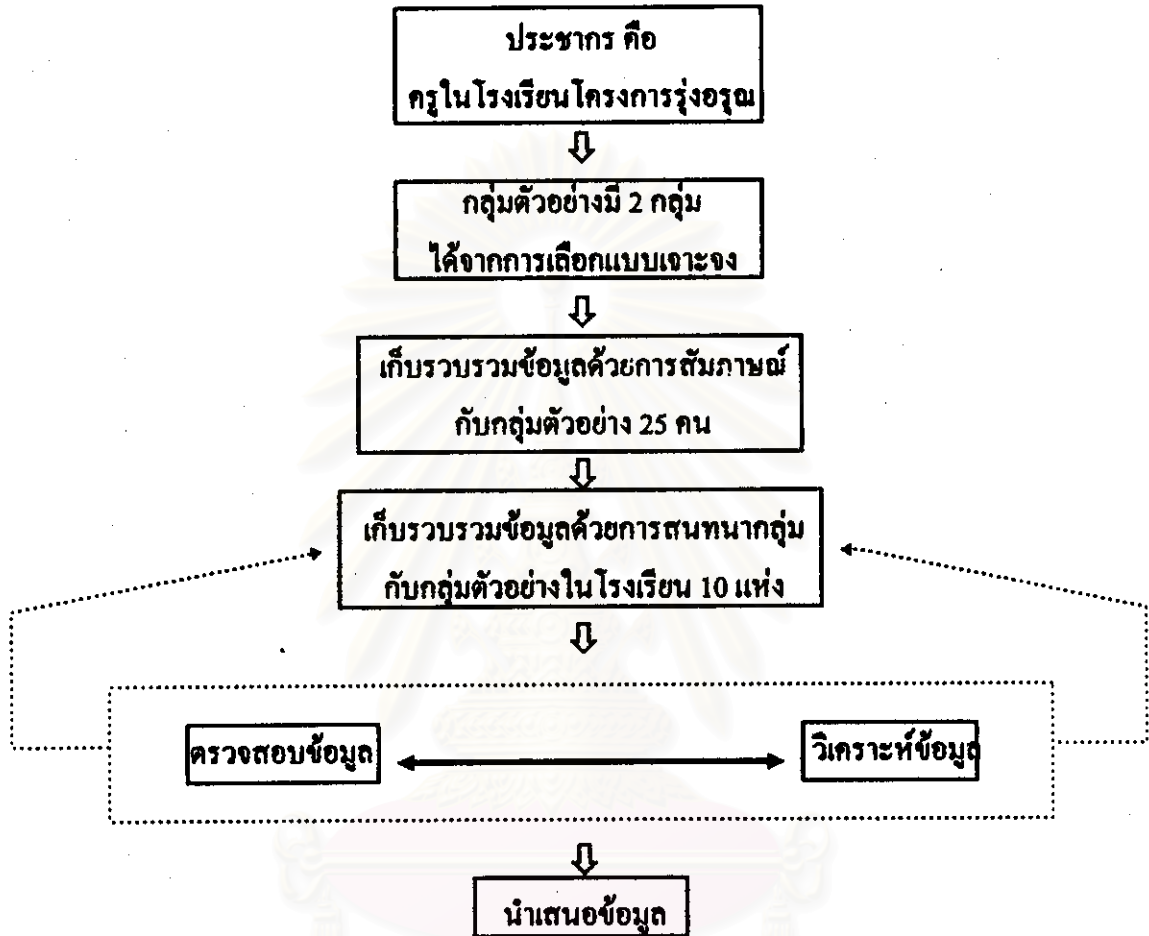 ประชากร คือ
ครูในโรงเรียนโครงการรุ่งอรุณ
กลุ่มตัวอย่างมี 2 กลุ่ม
ได้จากการเลือกแบบเจาะจง
เก็บรวบรวมข้อมูลด้วยการสัมภาษณ์
กับกลุ่มตัวอย่าง 25 คน
เก็บรวบรวมข้อมูลด้วยการสนทนากลุ่ม
กับกลุ่มตัวอย่างในโรงเรียน 10 แห่ง
ตรวจสอบข้อมูล
วิเคราะห์ข้อมูล
นำเสนอข้อมูล